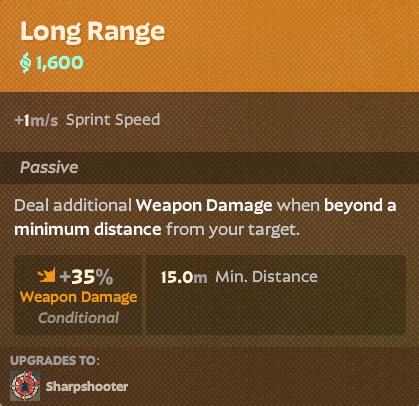 Long Range
1,600
+1m/s Sprint Speed
Passive
Deal additional Weapon Damage when beyond a
minimum distance from your target.
+35%
Weapon Damage
Conditional
15.0m Min. Distance
UPGRADES TO:
Sharpshooter